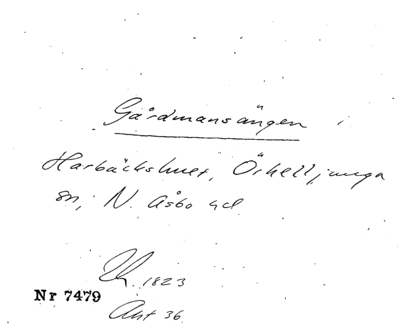 Gårdmansängen i
Harbäckshult, Örkelljunga
sn, N. Åsbo hd.
1823
Nr 7479
Akt 36.